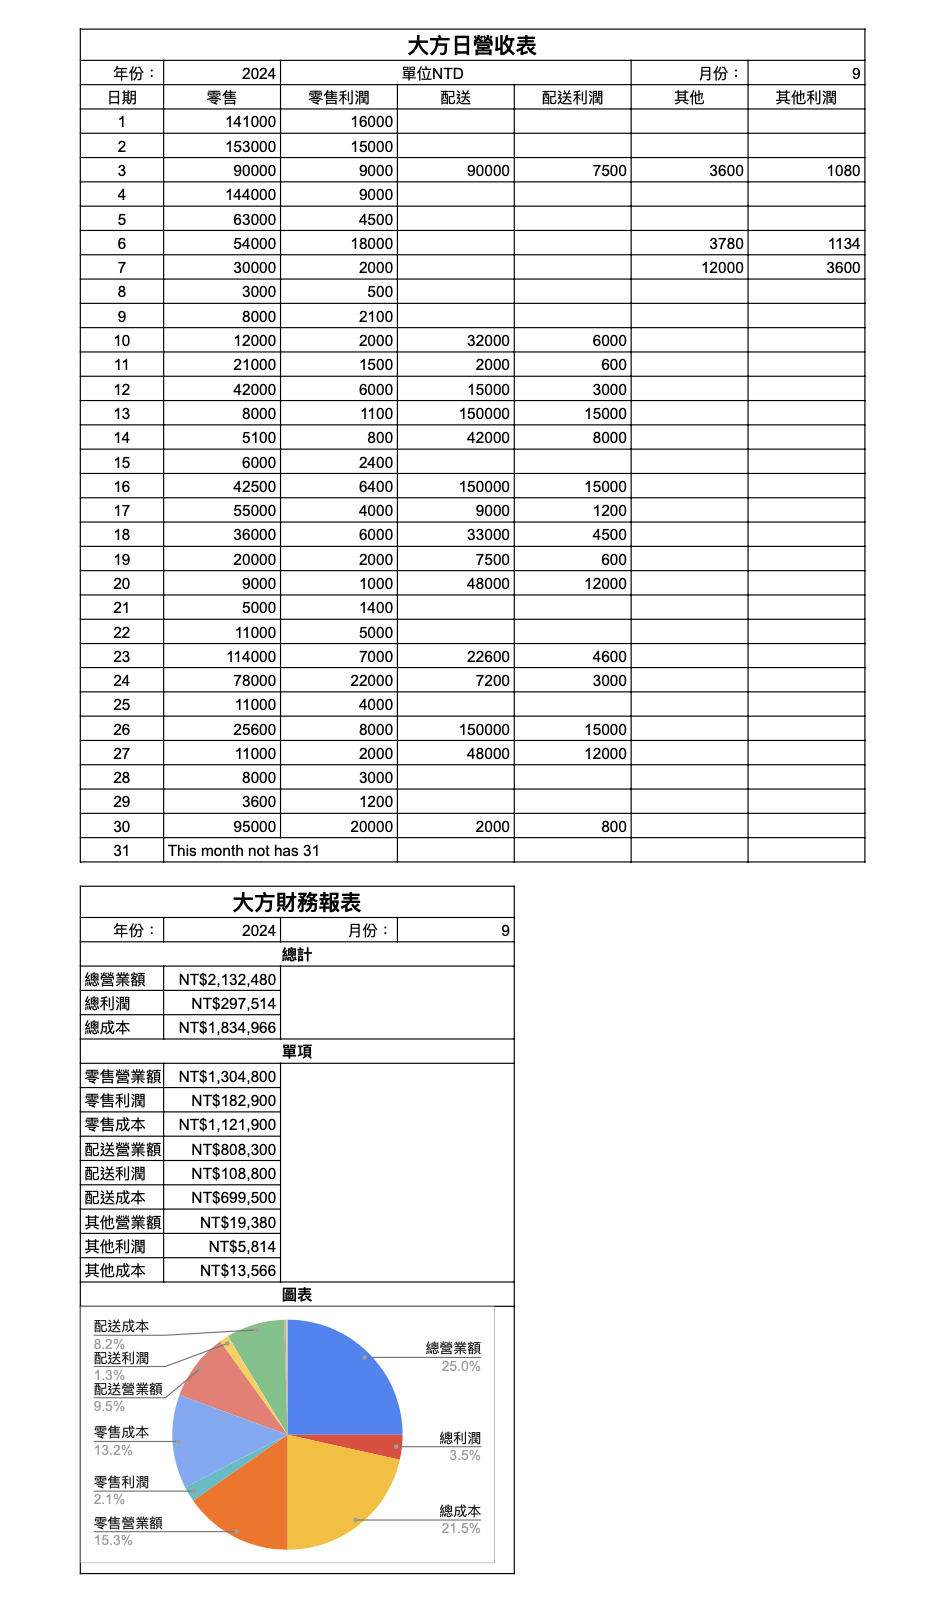 大方日營收表
年份： 2024 單位NTD 月份： 9
日期 零售 零售利潤 配送 配送利潤 其他 其他利潤
1 141000 16000
2 153000 15000
3 90000 9000 90000 7500 3600 1080
4 144000 9000
5 63000 4500
6 54000 18000 3780 1134
7 30000 2000 12000 3600
8 3000 500
9 8000 2100
10 12000 2000 32000 6000
11 21000 1500 2000 600
12 42000 6000 15000 3000
13 8000 1100 150000 15000
14 5100 800 42000 8000
15 6000 2400
16 42500 6400 150000 15000
17 55000 4000 9000 1200
18 36000 6000 33000 4500
19 20000 2000 7500 600
20 9000 1000 48000 12000
21 5000 1400
22 11000 5000
23 114000 7000 22600 4600
24 78000 22000 7200 3000
25 11000 4000
26 25600 8000 150000 15000
27 11000 2000 48000 12000
28 8000 3000
29 3600 1200
30 95000 20000 2000 800
31 This month not has 31
大方財務報表
年份： 2024 月份： 9
總計
總營業額 NT$2,132,480
總利潤 NT$297,514
總成本 NT$1,834,966
單項
零售營業額 NT$1,304,800
零售利潤 NT$182,900
零售成本 NT$1,121,900
配送營業額 NT$808,300
配送利潤 NT$108,800
配送成本 NT$699,500
其他營業額 NT$19,380
其他利潤 NT$5,814
其他成本 NT$13,566
圖表
配送成本
8.2%
配送利潤
1.3%
配送營業額
9.5%
零售成本
13.2%
零售利潤
2.1%
零售營業額
15.3%
總營業額
25.0%
總利潤
3.5%
總成本
21.5%